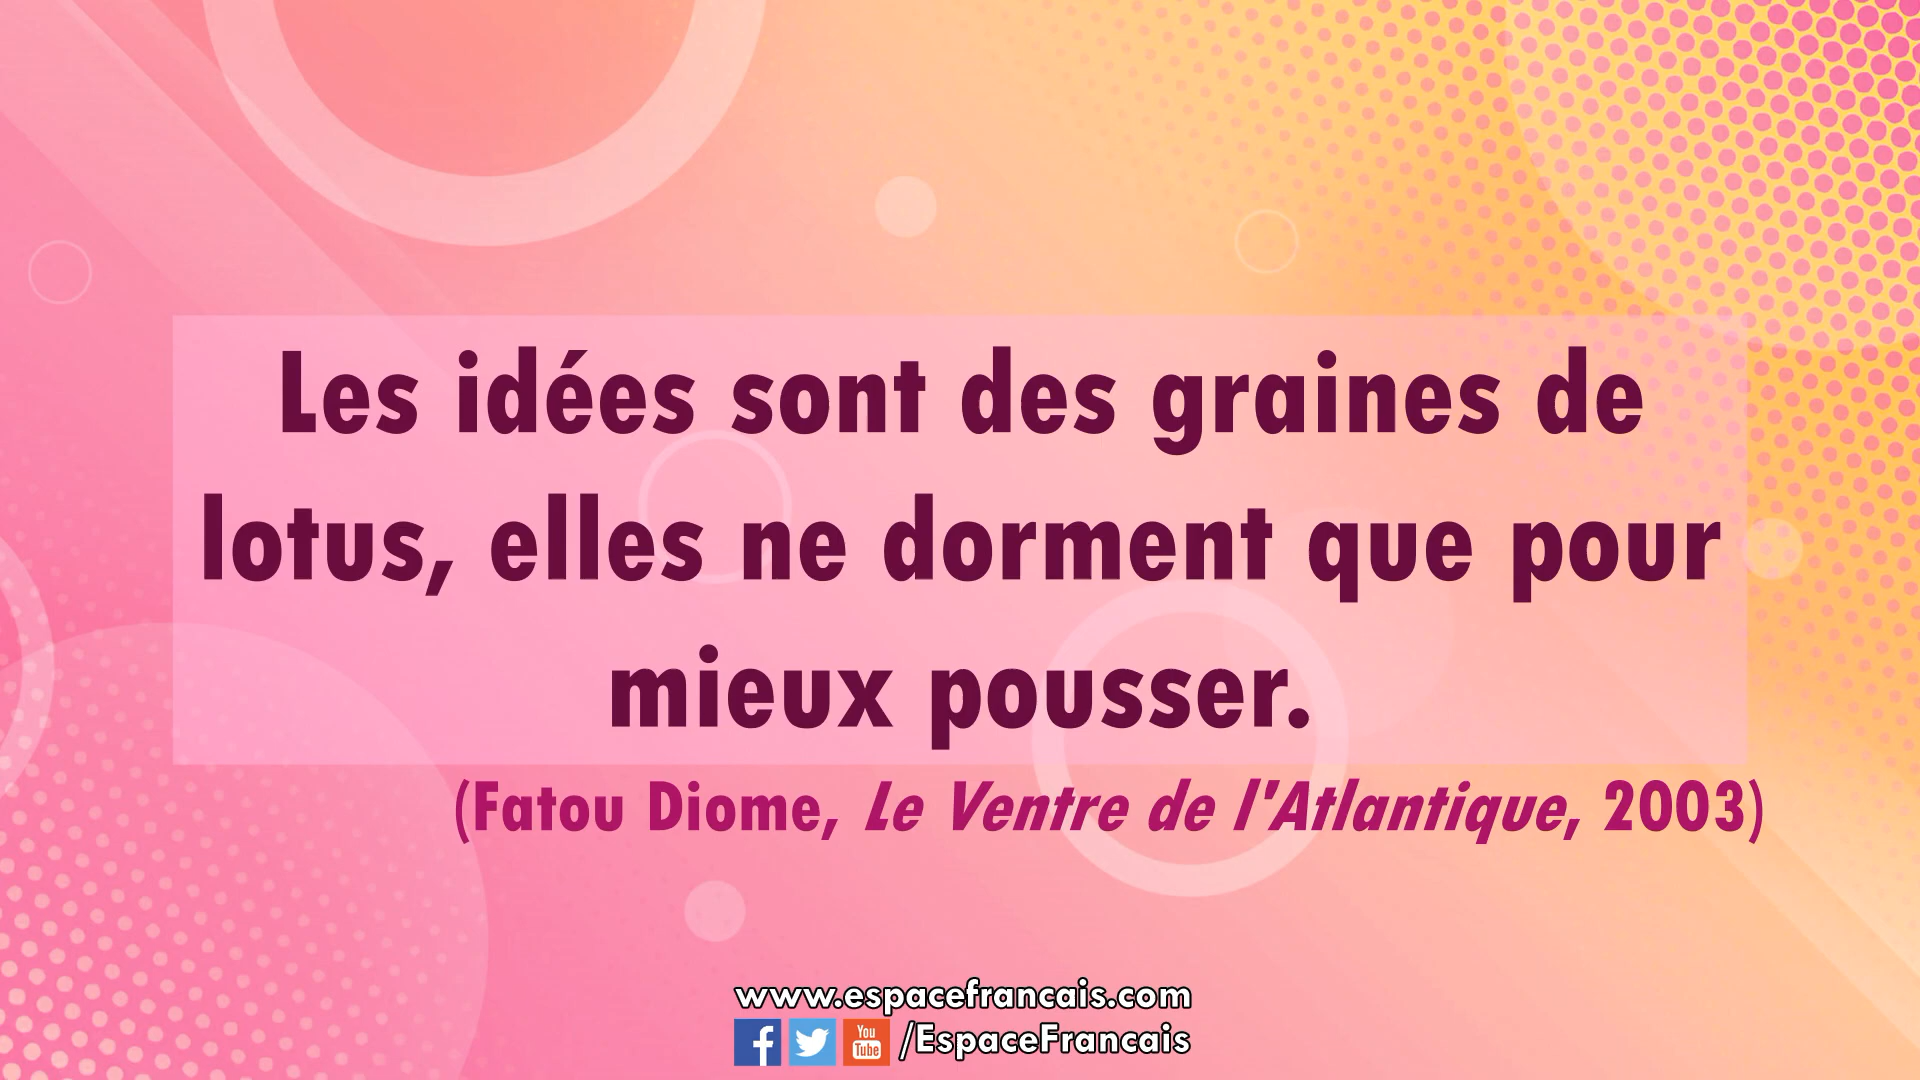 Les idées sont des graines de
lotus, elles ne dorment que pour
mieux pousser.
(Fatou Diome, Le Ventre de l'Atlantique, 2003)
www.espacefrancais.com
f You Tube /EspaceFrancais